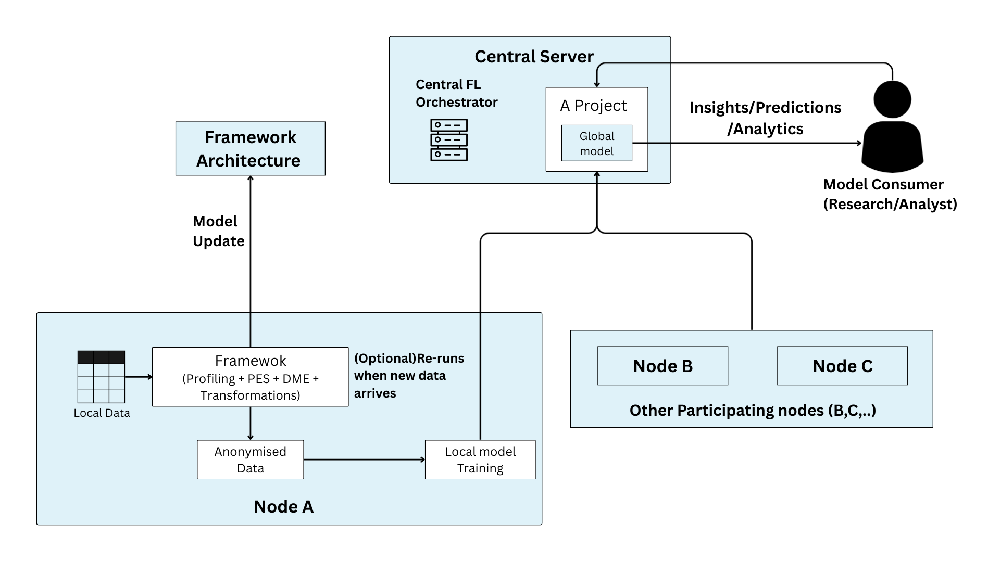 Central Server
Central FL
Orchestrator
A Project
Global
model
Insights/Predictions
/Analytics
Model Consumer
(Research/Analyst)
Framework
Architecture
Model
Update
Framewok
(Profiling + PES + DME +
Transformations)
(Optional)Re-runs
when new data
arrives
Local Data
Anonymised
Data
Local model
Training
Node A
Node B
Node C
Other Participating nodes (B,C,..)